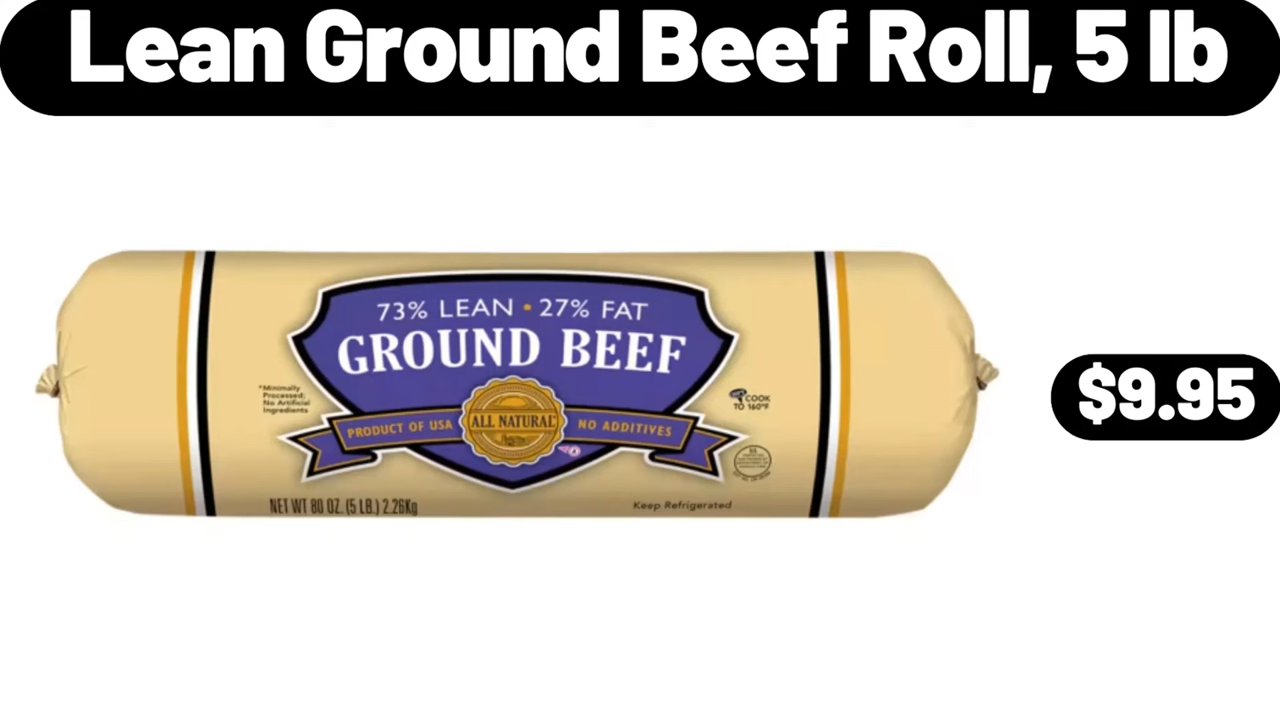 Lean Ground Beef Roll, 5 lb
73% LEAN • 27% FAT
GROUND BEEF
*Minimally
Processed;
No Artificial
Ingredients
COOK
TO 160°F
PRODUCT OF USA
ALL NATURAL*
NO ADDITIVES
NET WT 80 OZ. (5 LB.) 2.26Kg
Keep Refrigerated
$9.95